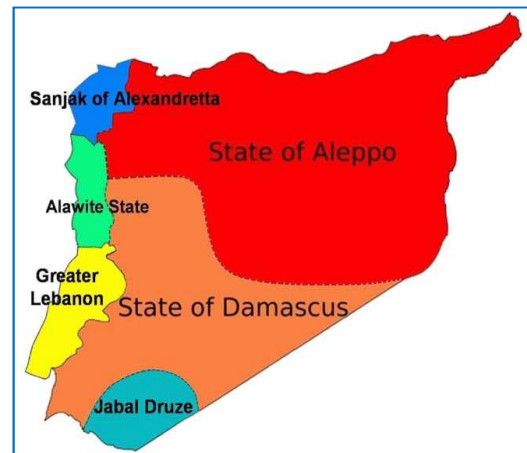 Sanjak of Alexandretta
State of Aleppo
Alawite State
Greater
Lebanon
State of Damascus
Jabal Druze